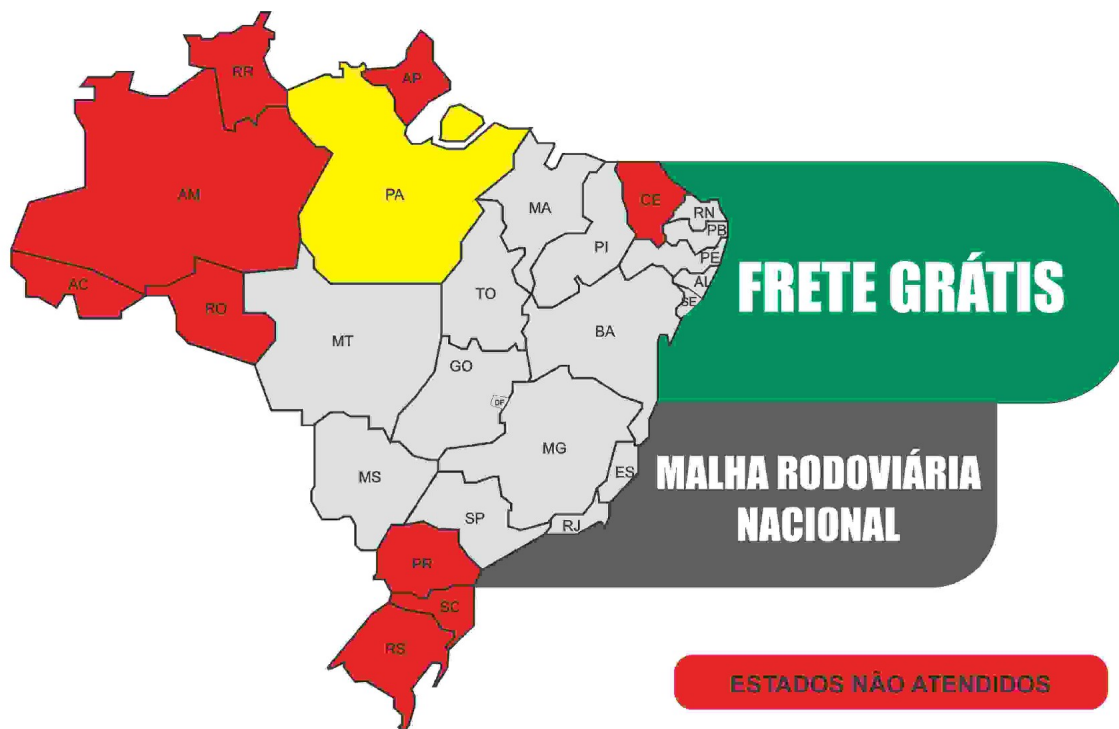 RR
AP
AM
PA
MA
CE
RN
PB
PI
PE
AL
SE
AC
RO
TO
BA
MT
GO
DF
MG
ES
MS
SP
RJ
PR
SC
RS
FRETE GRÁTIS
MALHA RODOVIÁRIA
NACIONAL
ESTADOS NÃO ATENDIDOS